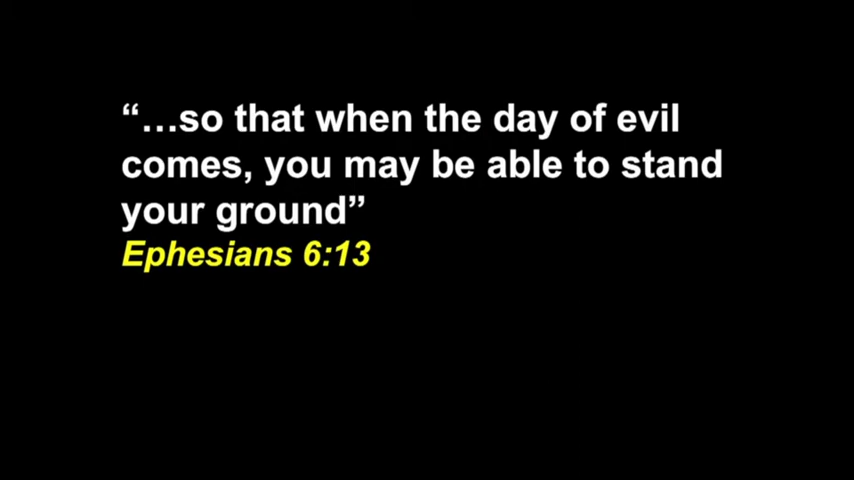 “…so that when the day of evil
comes, you may be able to stand
your ground”
Ephesians 6:13